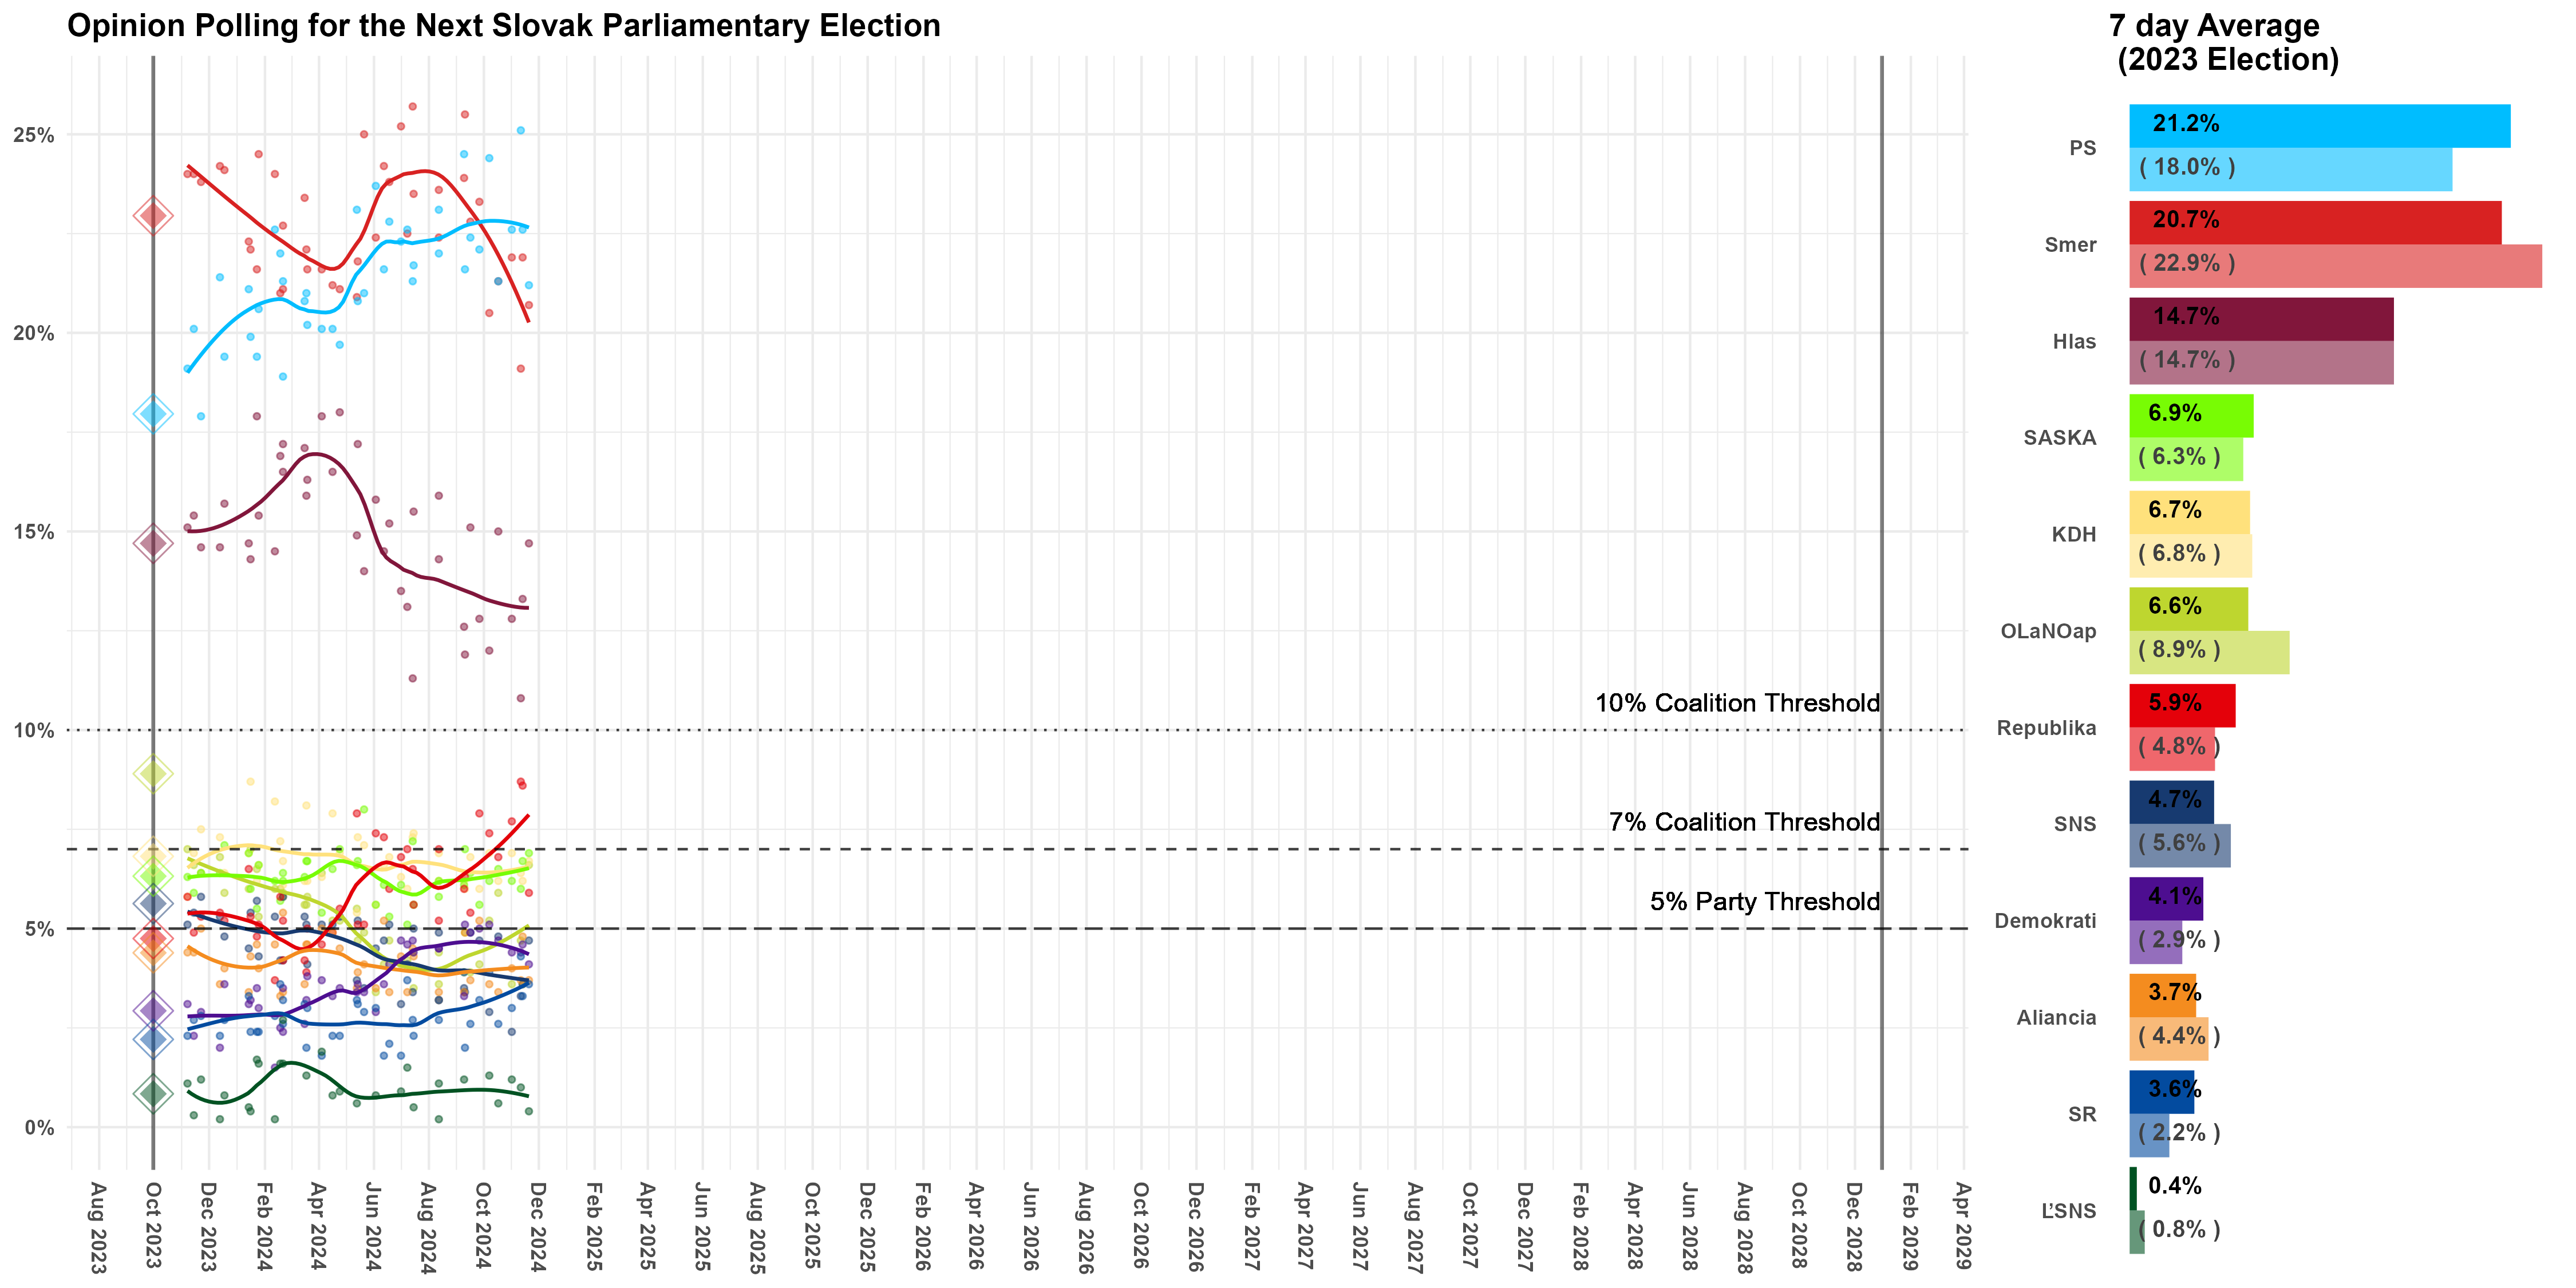 Opinion Polling for the Next Slovak Parliamentary Election
7 day Average
(2023 Election)
25%
20%
15%
10%
5%
0%
10% Coalition Threshold
7% Coalition Threshold
5% Party Threshold
Aug 2023
Oct 2023
Dec 2023
Feb 2024
Apr 2024
Jun 2024
Aug 2024
Oct 2024
Dec 2024
Feb 2025
Apr 2025
Jun 2025
Aug 2025
Oct 2025
Dec 2025
Feb 2026
Apr 2026
Jun 2026
Aug 2026
Oct 2026
Dec 2026
Feb 2027
Apr 2027
Jun 2027
Aug 2027
Oct 2027
Dec 2027
Feb 2028
Apr 2028
Jun 2028
Aug 2028
Oct 2028
Dec 2028
Feb 2029
Apr 2029
PS
21.2%
( 18.0% )
Smer
20.7%
( 22.9% )
Hlas
14.7%
( 14.7% )
SASKA
6.9%
( 6.3% )
KDH
6.7%
( 6.8% )
OLaNOap
6.6%
( 8.9% )
Republika
5.9%
( 4.8% )
SNS
4.7%
( 5.6% )
Demokrati
4.1%
( 2.9% )
Aliancia
3.7%
( 4.4% )
SR
3.6%
( 2.2% )
ĽSNS
0.4%
( 0.8% )